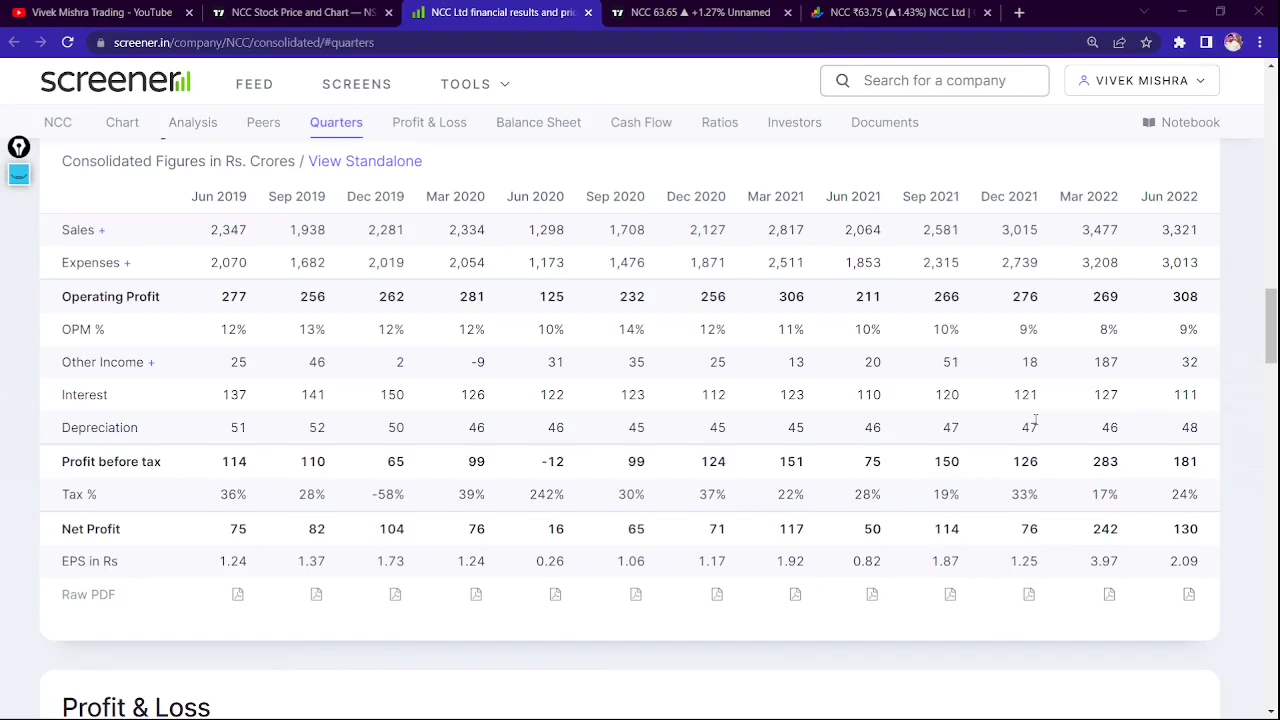 Vivek Mishra Trading - YouTube × NCC Stock Price and Chart — NS × NCC Ltd financial results and pric × NCC 63.65 ▲ +1.27% Unnamed × NCC ₹63.75 (▲1.43%) NCC Ltd | ×
screener.in/company/NCC/consolidated/#quarters
screener FEED SCREENS TOOLS Search for a company VIVEK MISHRA
NCC Chart Analysis Peers Quarters Profit & Loss Balance Sheet Cash Flow Ratios Investors Documents Notebook
Consolidated Figures in Rs. Crores / View Standalone
Jun 2019 Sep 2019 Dec 2019 Mar 2020 Jun 2020 Sep 2020 Dec 2020 Mar 2021 Jun 2021 Sep 2021 Dec 2021 Mar 2022 Jun 2022
Sales + 2,347 1,938 2,281 2,334 1,298 1,708 2,127 2,817 2,064 2,581 3,015 3,477 3,321
Expenses + 2,070 1,682 2,019 2,054 1,173 1,476 1,871 2,511 1,853 2,315 2,739 3,208 3,013
Operating Profit 277 256 262 281 125 232 256 306 211 266 276 269 308
OPM % 12% 13% 12% 12% 10% 14% 12% 11% 10% 10% 9% 8% 9%
Other Income + 25 46 2 -9 31 35 25 13 20 51 18 187 32
Interest 137 141 150 126 122 123 112 123 110 120 121 127 111
Depreciation 51 52 50 46 46 45 45 45 46 47 47 46 48
Profit before tax 114 110 65 99 -12 99 124 151 75 150 126 283 181
Tax % 36% 28% -58% 39% 242% 30% 37% 22% 28% 19% 33% 17% 24%
Net Profit 75 82 104 76 16 65 71 117 50 114 76 242 130
EPS in Rs 1.24 1.37 1.73 1.24 0.26 1.06 1.17 1.92 0.82 1.87 1.25 3.97 2.09
Raw PDF
Profit & Loss